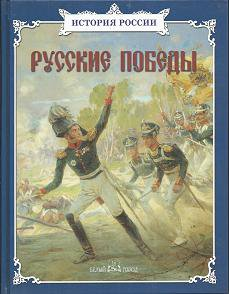 ИСТОРИЯ РОССИИ
РУССКИЕ ПОБЕДЫ
БЕЛЫЙ ГОРОД